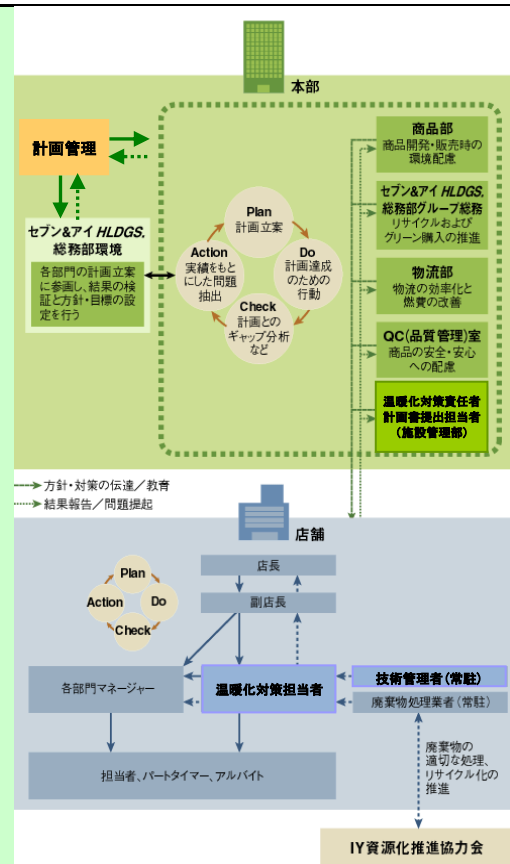 本部
計画管理
セブン&アイ HLDGS.
総務部環境
各部門の計画立案
に参画し、結果の検
証と方針・目標の設
定を行う
Plan
計画立案
Do
計画達成
のための
行動
Check
計画との
ギャップ分析
など
Action
実績をもと
にした問題
抽出
商品部
商品開発・販売時の
環境配慮
セブン&アイ HLDGS.
総務部グループ総務
リサイクルおよび
グリーン購入の推進
物流部
物流の効率化と
燃費の改善
QC(品質管理)室
商品の安全・安心
への配慮
温暖化対策責任者
計画書提出担当者
(施設管理部)
方針・対策の伝達/教育
結果報告/問題提起
店舗
Plan
Do
Check
Action
店長
副店長
各部門マネージャー
温暖化対策担当者
技術管理者(常駐)
廃棄物処理業者(常駐)
担当者、パートタイマー、アルバイト
廃棄物の
適切な処理、
リサイクル化の
推進
IY資源化推進協力会